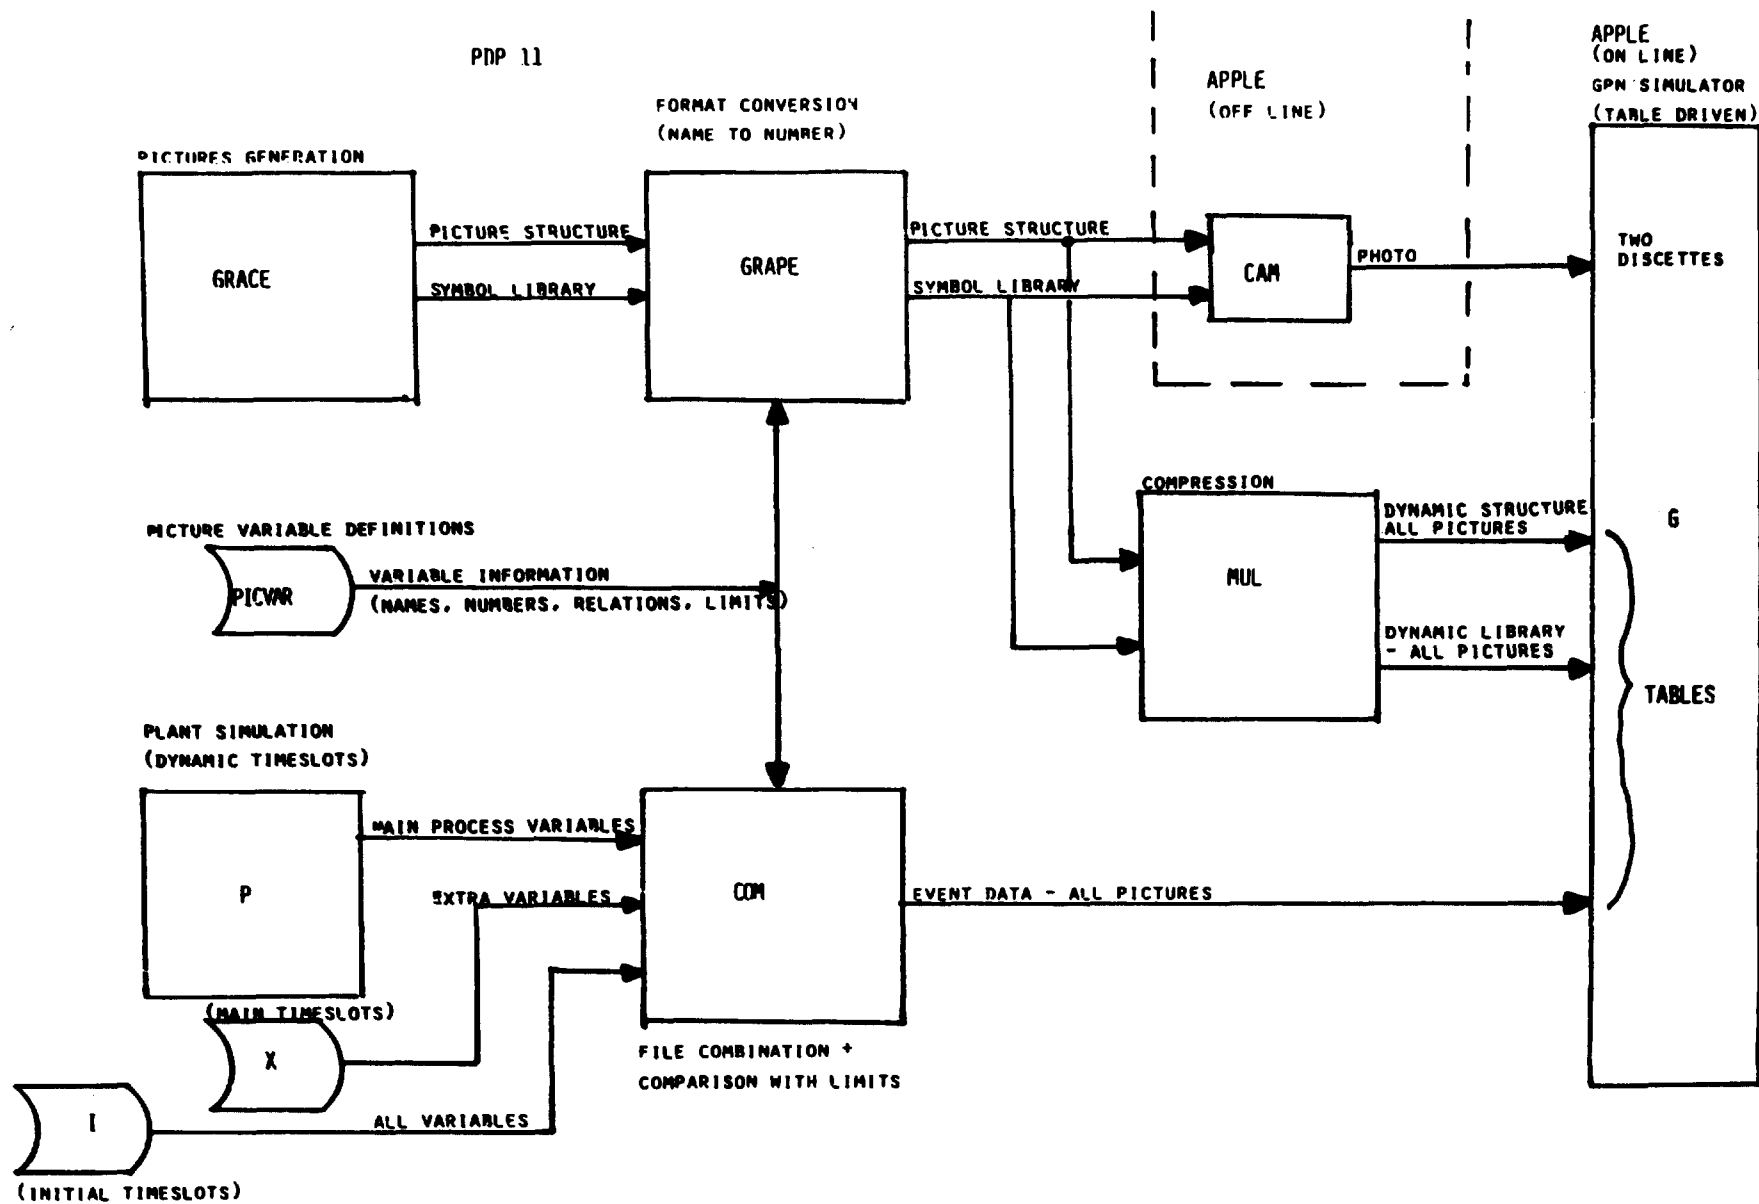 PDP 11
APPLE
(OFF LINE)
APPLE
(ON LINE)
GPN SIMULATOR
(TABLE DRIVEN)
FORMAT CONVERSION
(NAME TO NUMBER)
PICTURES GENERATION
GRACE
PICTURE STRUCTURE
SYMBOL LIBRARY
GRAPE
PICTURE STRUCTURE
SYMBOL LIBRARY
CAM
PHOTO
TWO
DISCETTES
COMPRESSION
MUL
DYNAMIC STRUCTURE
ALL PICTURES
DYNAMIC LIBRARY
- ALL PICTURES
G
TABLES
PICTURE VARIABLE DEFINITIONS
PICVAR
VARIABLE INFORMATION
(NAMES, NUMBERS, RELATIONS, LIMITS)
PLANT SIMULATION
(DYNAMIC TIMESLOTS)
P
MAIN PROCESS VARIABLES
EXTRA VARIABLES
COM
EVENT DATA - ALL PICTURES
(MAIN TIMESLOTS)
X
FILE COMBINATION +
COMPARISON WITH LIMITS
I
ALL VARIABLES
(INITIAL TIMESLOTS)